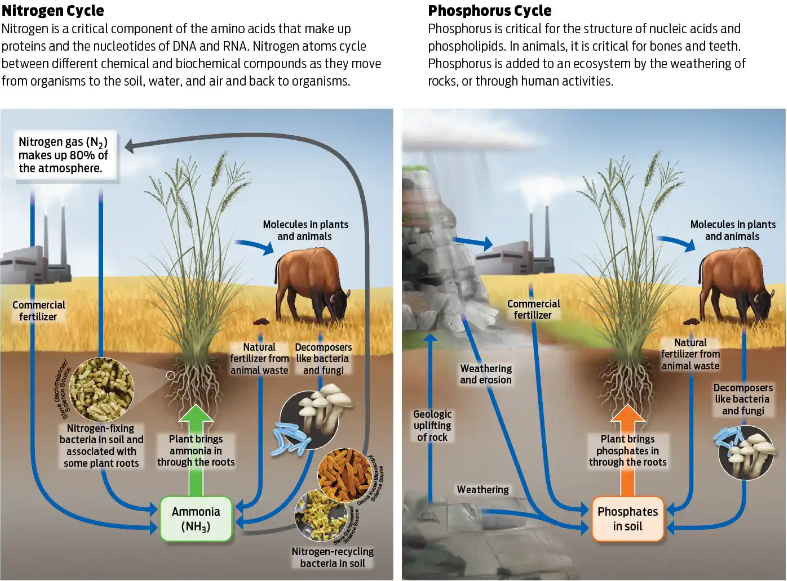 Nitrogen Cycle
Nitrogen is a critical component of the amino acids that make up
proteins and the nucleotides of DNA and RNA. Nitrogen atoms cycle
between different chemical and biochemical compounds as they move
from organisms to the soil, water, and air and back to organisms.
Nitrogen gas (N₂)
makes up 80% of
the atmosphere.
Molecules in plants
and animals
Commercial
fertilizer
Natural
fertilizer from
animal waste
Decomposers
like bacteria
and fungi
Science Source
Nitrogen-fixing
bacteria in soil and
associated with
some plant roots
Plant brings
ammonia in
through the roots
Ammonia
(NH₃)
Science Source
Science Source
Nitrogen-recycling
bacteria in soil
Phosphorus Cycle
Phosphorus is critical for the structure of nucleic acids and
phospholipids. In animals, it is critical for bones and teeth.
Phosphorus is added to an ecosystem by the weathering of
rocks, or through human activities.
Molecules in plants
and animals
Commercial
fertilizer
Natural
fertilizer from
animal waste
Weathering
and erosion
Decomposers
like bacteria
and fungi
Geologic
uplifting
of rock
Plant brings
phosphates in
through the roots
Weathering
Phosphates
in soil